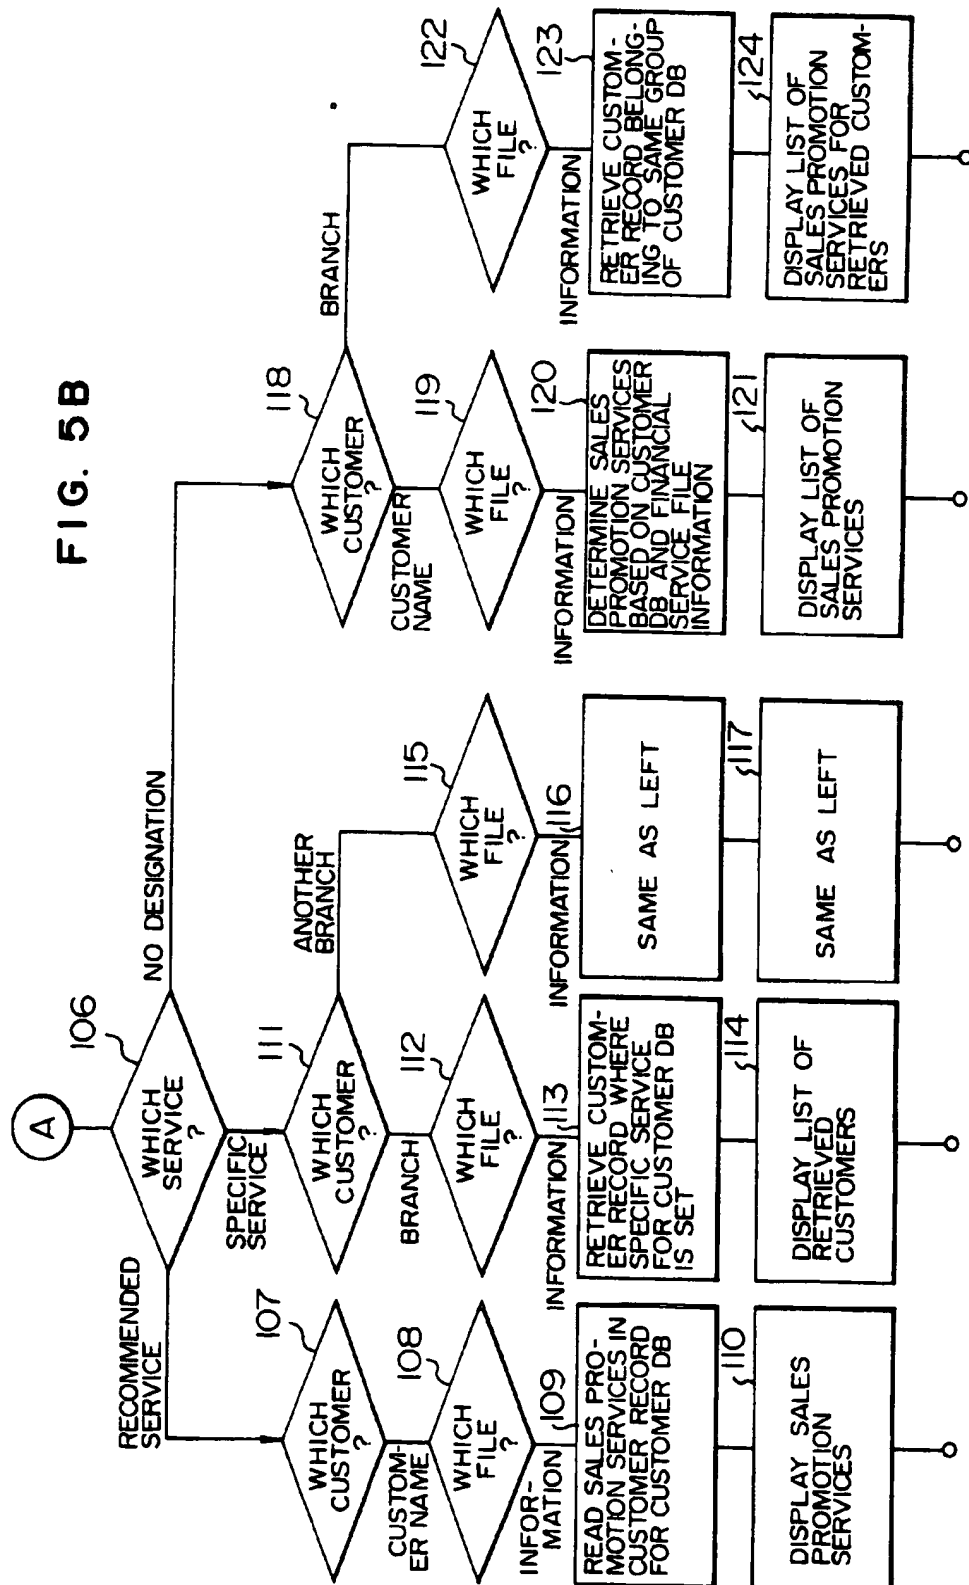 FIG. 5B
A
106
WHICH
SERVICE
?
RECOMMENDED
SERVICE
SPECIFIC
SERVICE
NO DESIGNATION
107
WHICH
CUSTOMER
?
CUSTOM-
ER NAME
108
WHICH
FILE
?
INFOR-
MATION
109
READ SALES PRO-
MOTION SERVICES IN
CUSTOMER RECORD
FOR CUSTOMER DB
110
DISPLAY SALES
PROMOTION
SERVICES
111
WHICH
CUSTOMER
?
BRANCH
ANOTHER
BRANCH
112
WHICH
FILE
?
INFORMATION
113
RETRIEVE CUSTOM-
ER RECORD WHERE
SPECIFIC SERVICE
FOR CUSTOMER DB
IS SET
114
DISPLAY LIST OF
RETRIEVED
CUSTOMERS
115
WHICH
FILE
?
INFORMATION
116
SAME AS LEFT
117
SAME AS LEFT
118
WHICH
CUSTOMER
?
CUSTOMER
NAME
BRANCH
119
WHICH
FILE
?
INFORMATION
120
DETERMINE SALES
PROMOTION SERVICES
BASED ON CUSTOMER
DB AND FINANCIAL
SERVICE FILE
INFORMATION
121
DISPLAY LIST OF
SALES PROMOTION
SERVICES
122
WHICH
FILE
?
INFORMATION
123
RETRIEVE CUSTOM-
ER RECORD BELONG-
ING TO SAME GROUP
OF CUSTOMER DB
124
DISPLAY LIST OF
SALES PROMOTION
SERVICES FOR
RETRIEVED CUSTOM-
ERS